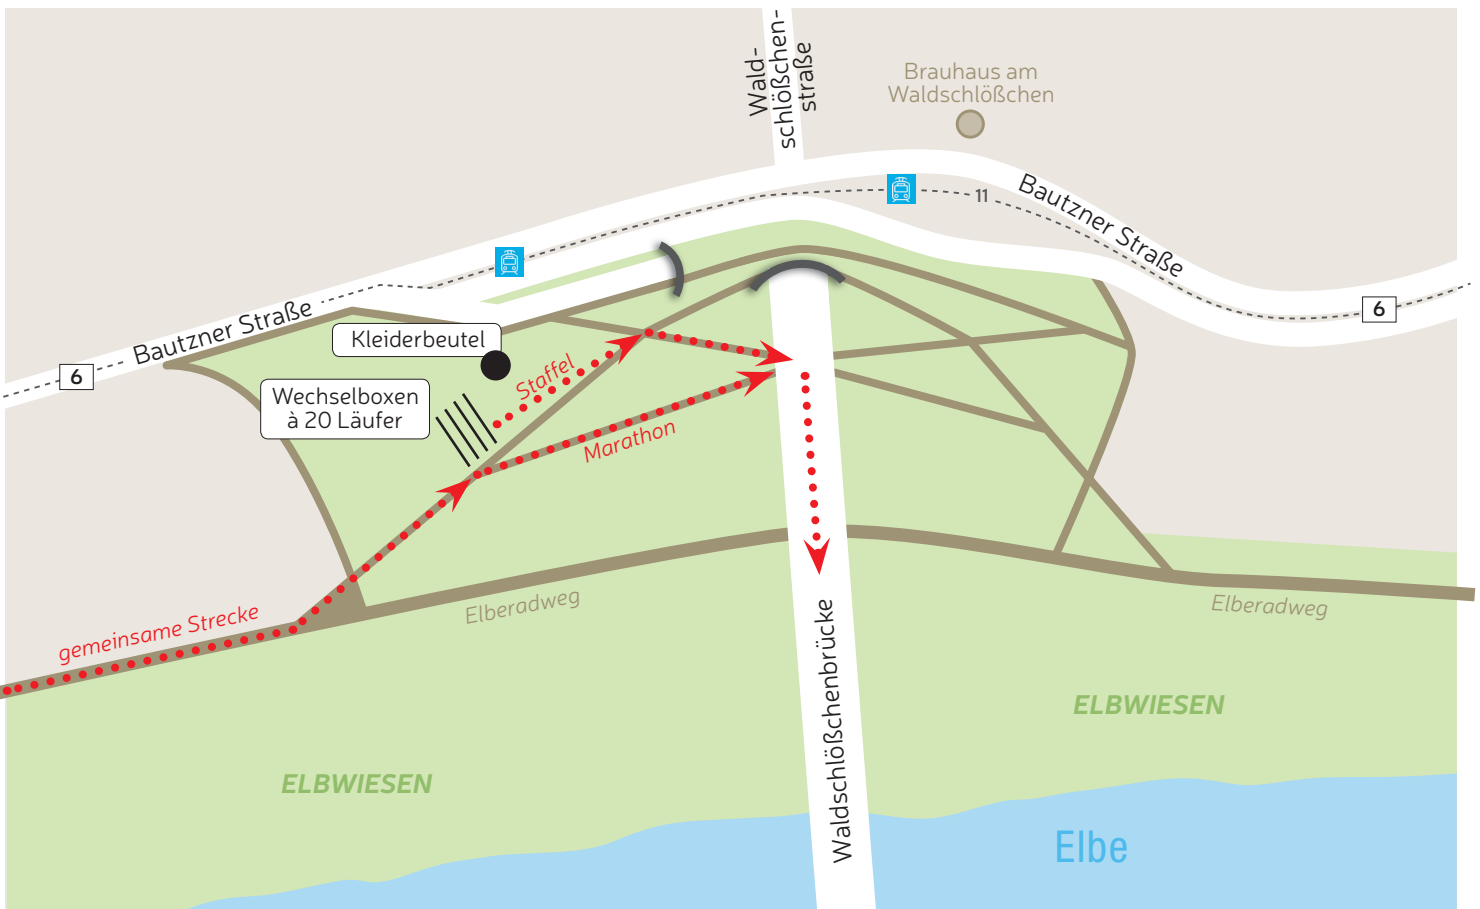 Wald-
schlößchen-
straße
Brauhaus am
Waldschlößchen
11
Bautzner Straße
6
Bautzner Straße
6
Kleiderbeutel
Wechselboxen
à 20 Läufer
Staffel
Marathon
gemeinsame Strecke
Elberadweg
Elberadweg
Waldschlößchenbrücke
ELBWIESEN
ELBWIESEN
Elbe